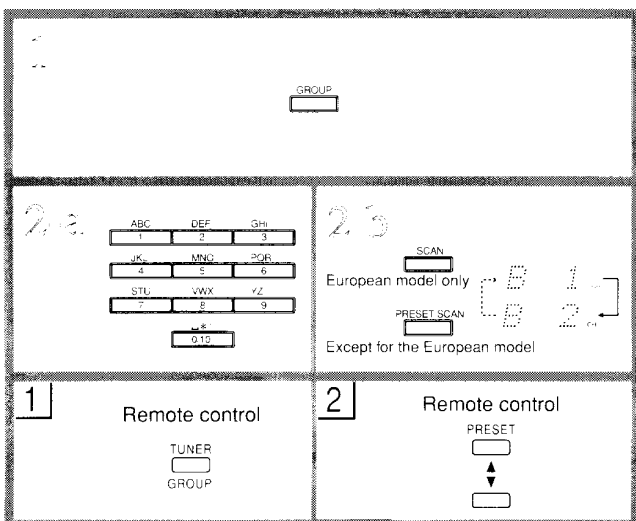 GROUP
ABC DEF GHI
1 2 3
JKL MNO PQR
4 5 6
STU VWX YZ
7 8 9
0.10
2.
SCAN
European model only
B 1
PRESET SCAN
B 2 CH
Except for the European model
1
Remote control
TUNER
GROUP
2
Remote control
PRESET